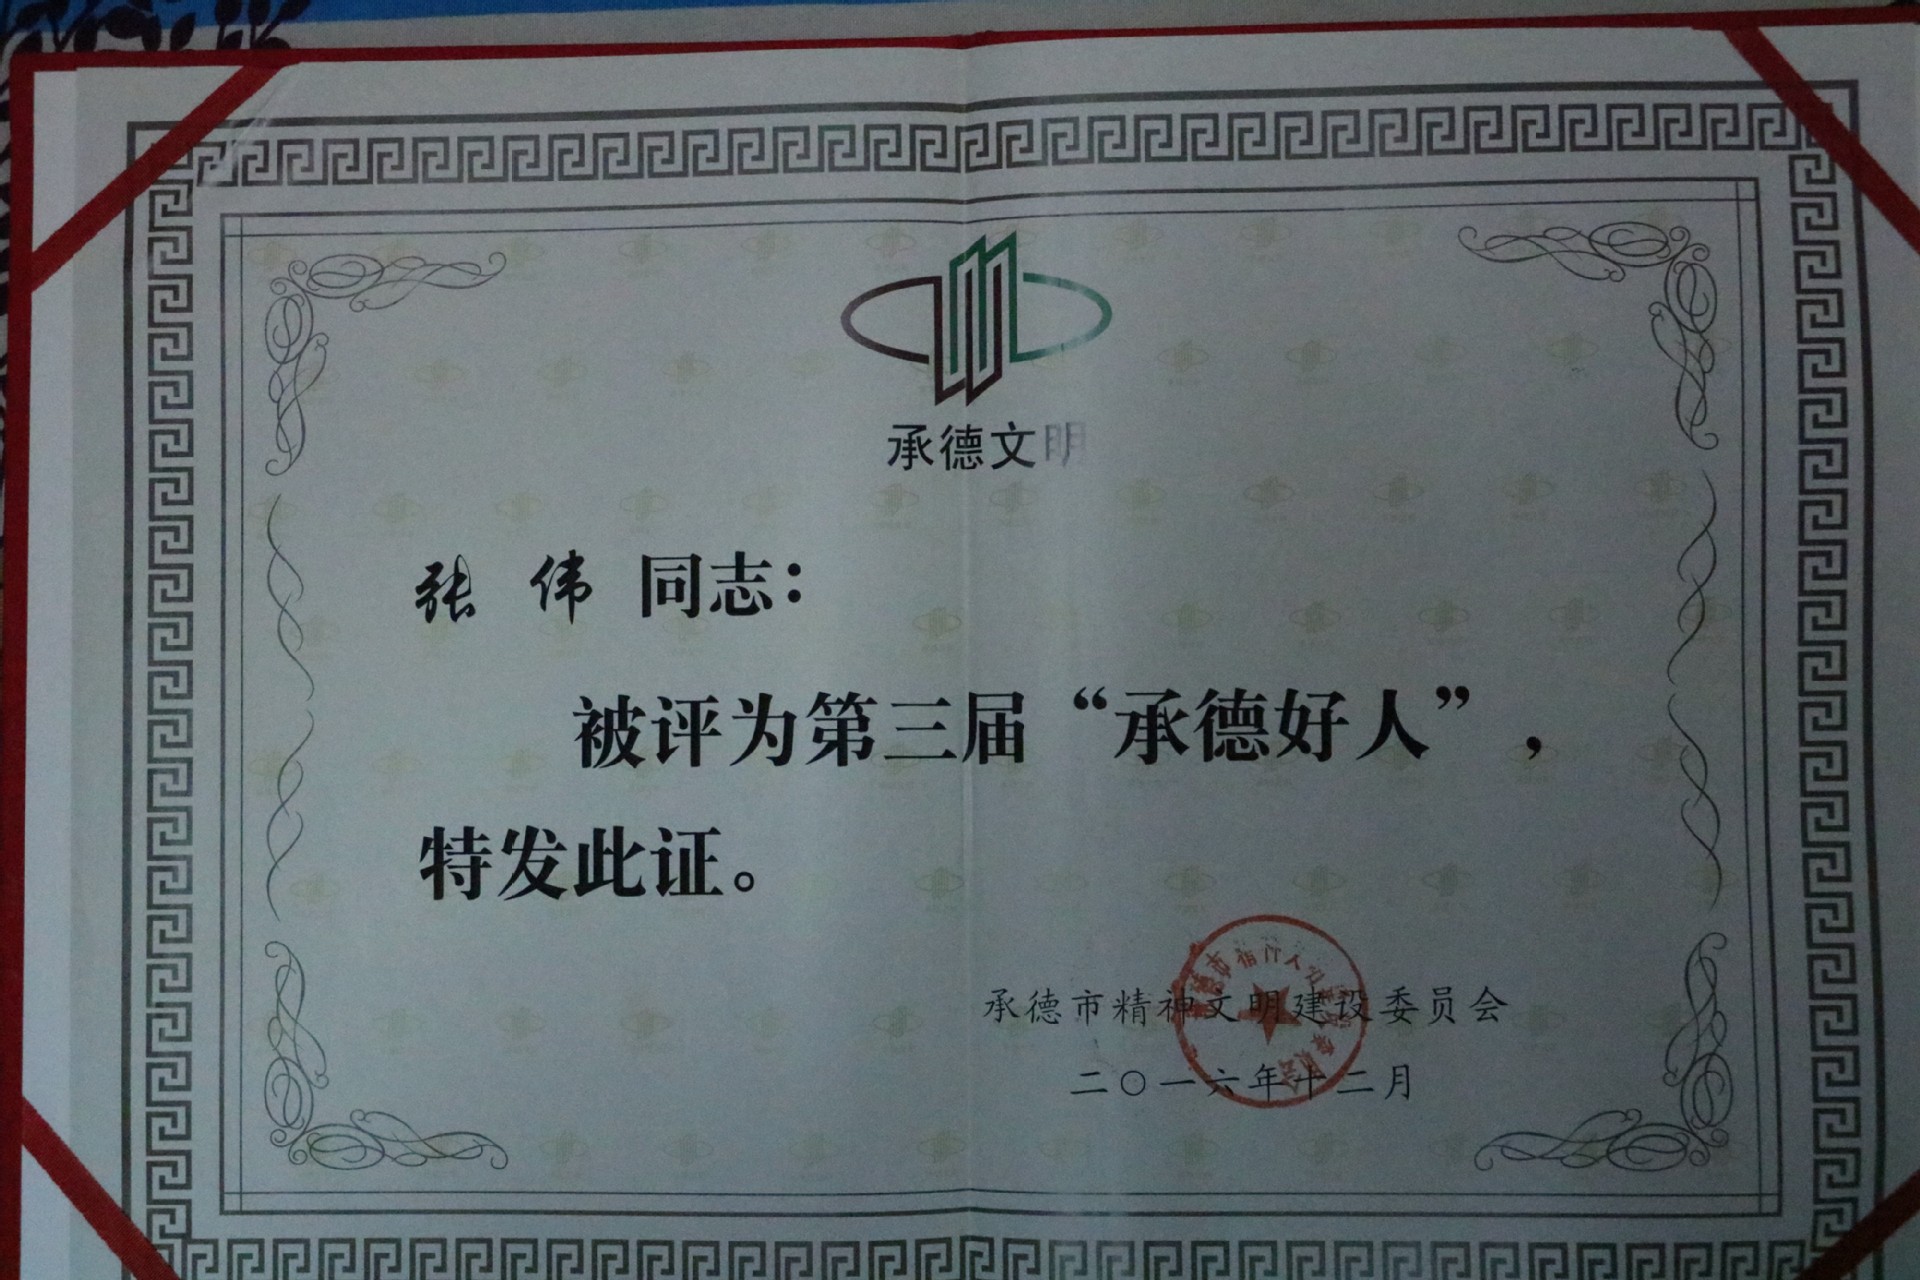 承德文明
张 伟 同志：
被评为第三届“承德好人”，
特发此证。
承德市精神文明建设委员会
二〇一六年十二月